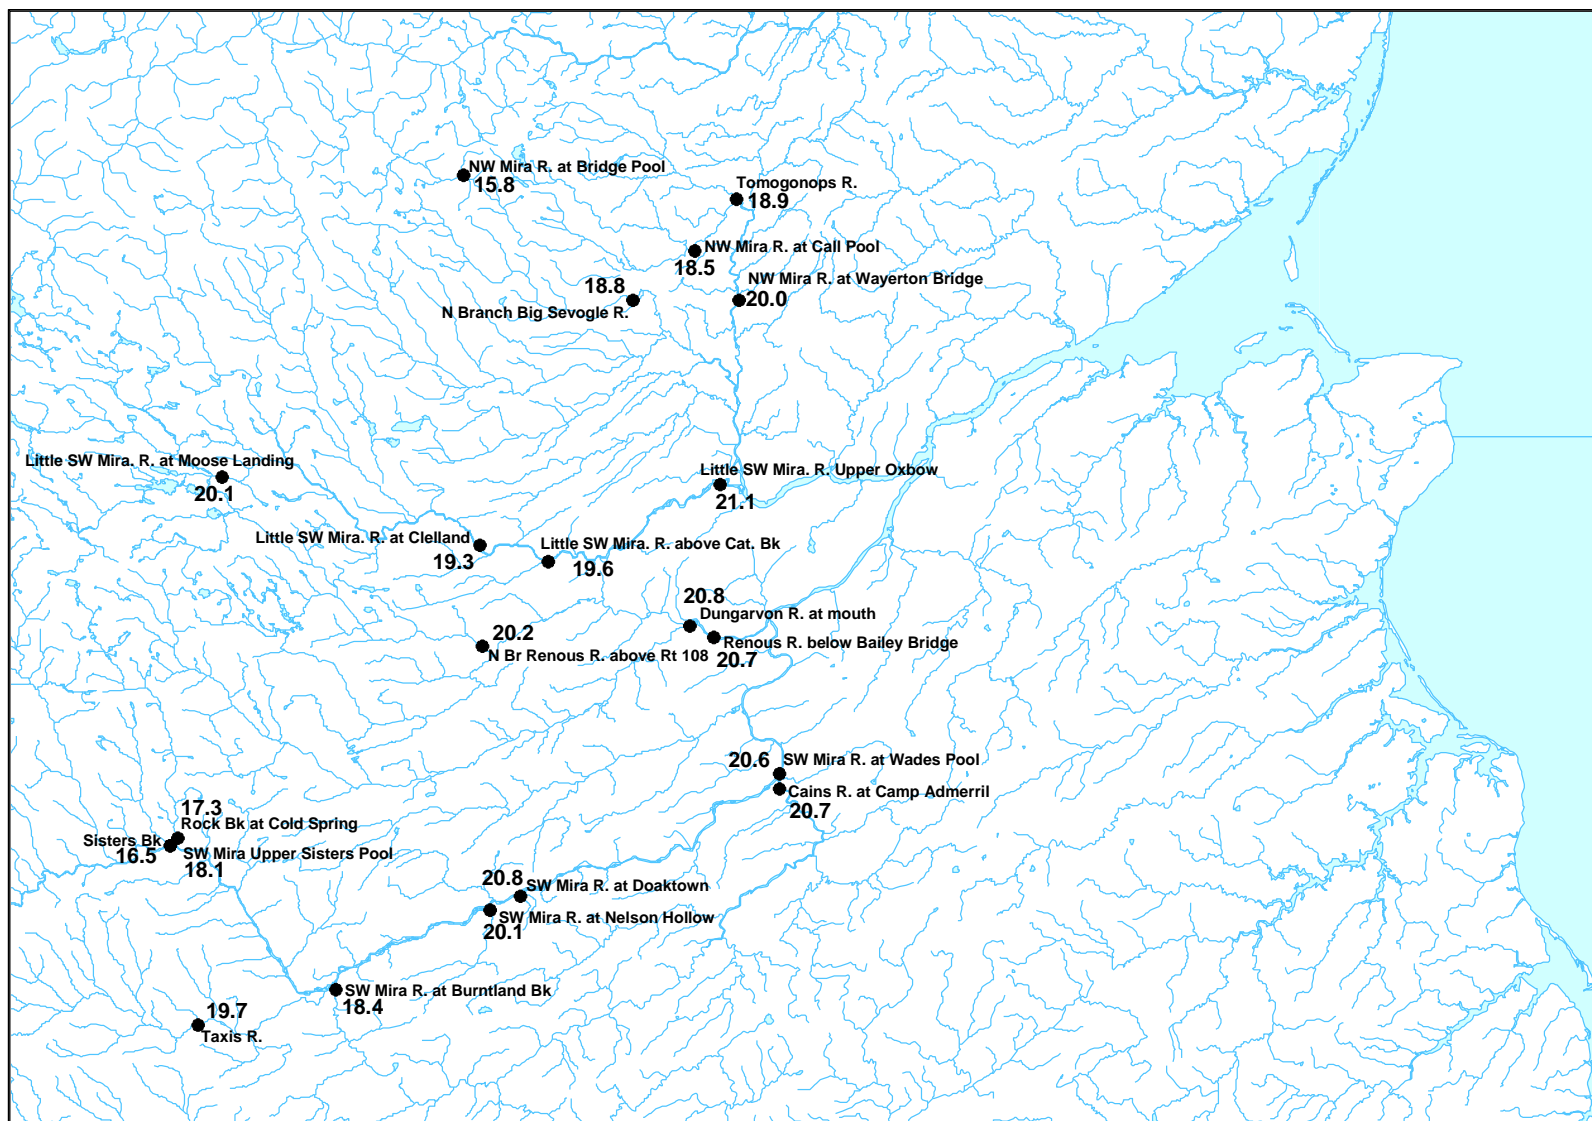 NW Mira R. at Bridge Pool
15.8
Tomogonops R.
18.9
NW Mira R. at Call Pool
18.5
NW Mira R. at Wayerton Bridge
20.0
18.8
N Branch Big Sevogle R.
Little SW Mira. R. at Moose Landing
20.1
Little SW Mira. R. Upper Oxbow
21.1
Little SW Mira. R. at Clelland
19.3
Little SW Mira. R. above Cat. Bk
19.6
20.8
Dungarvon R. at mouth
20.2
N Br Renous R. above Rt 108
Renous R. below Bailey Bridge
20.7
20.6
SW Mira R. at Wades Pool
Cains R. at Camp Admerril
20.7
17.3
Rock Bk at Cold Spring
Sisters Bk
16.5
SW Mira Upper Sisters Pool
18.1
20.8
SW Mira R. at Doaktown
SW Mira R. at Nelson Hollow
20.1
SW Mira R. at Burntland Bk
18.4
19.7
Taxis R.